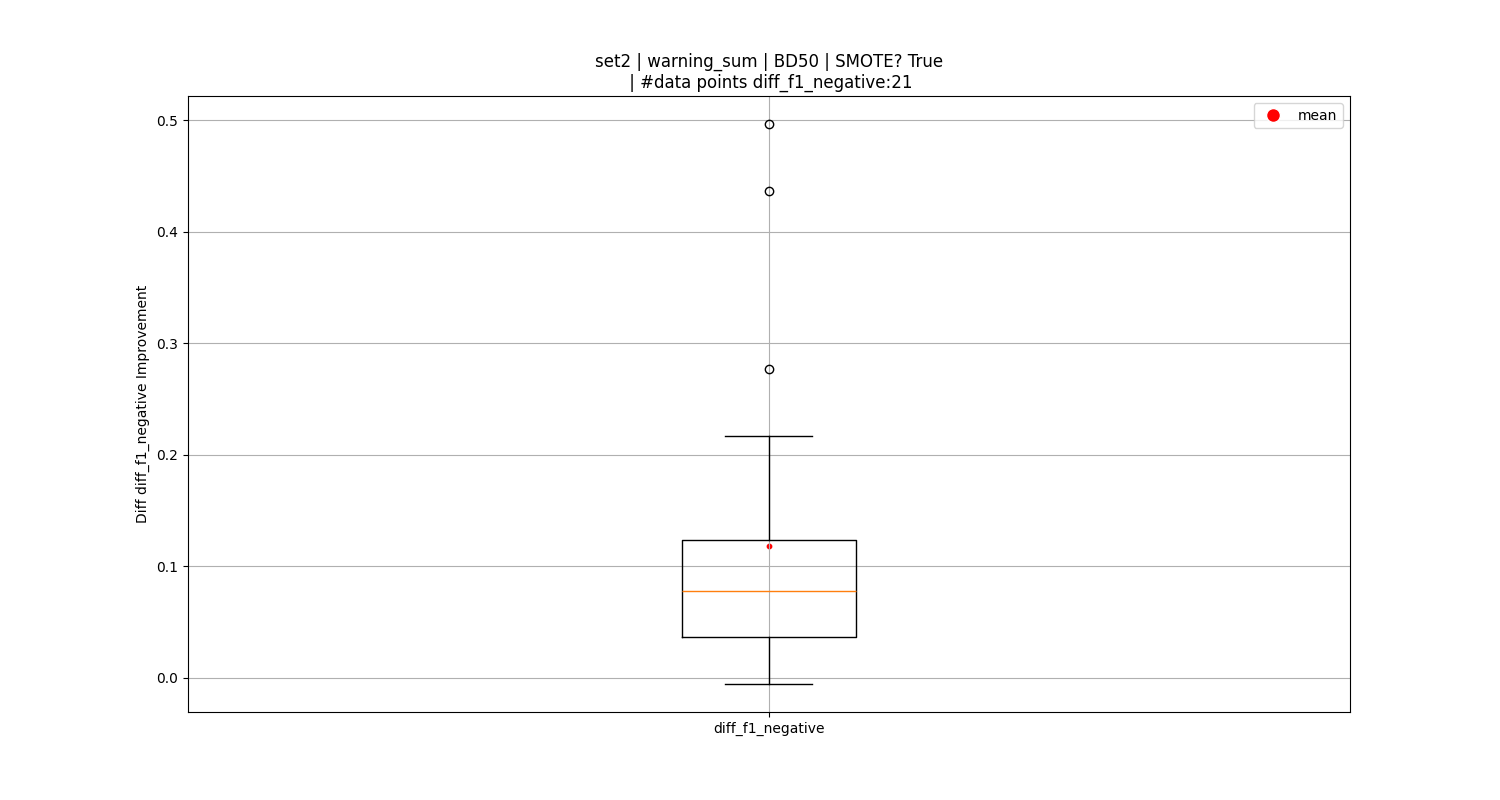 set2 | warning_sum | BD50 | SMOTE? True
| #data points diff_f1_negative:21
mean
0.5
0.4
0.3
0.2
0.1
0.0
Diff diff_f1_negative Improvement
diff_f1_negative